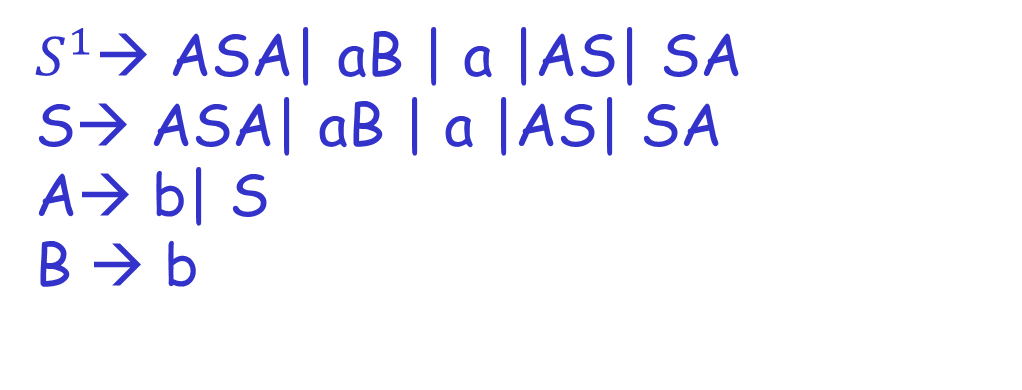 S¹→ ASA| aB | a |AS| SA
S→ ASA| aB | a |AS| SA
A→ b| S
B → b